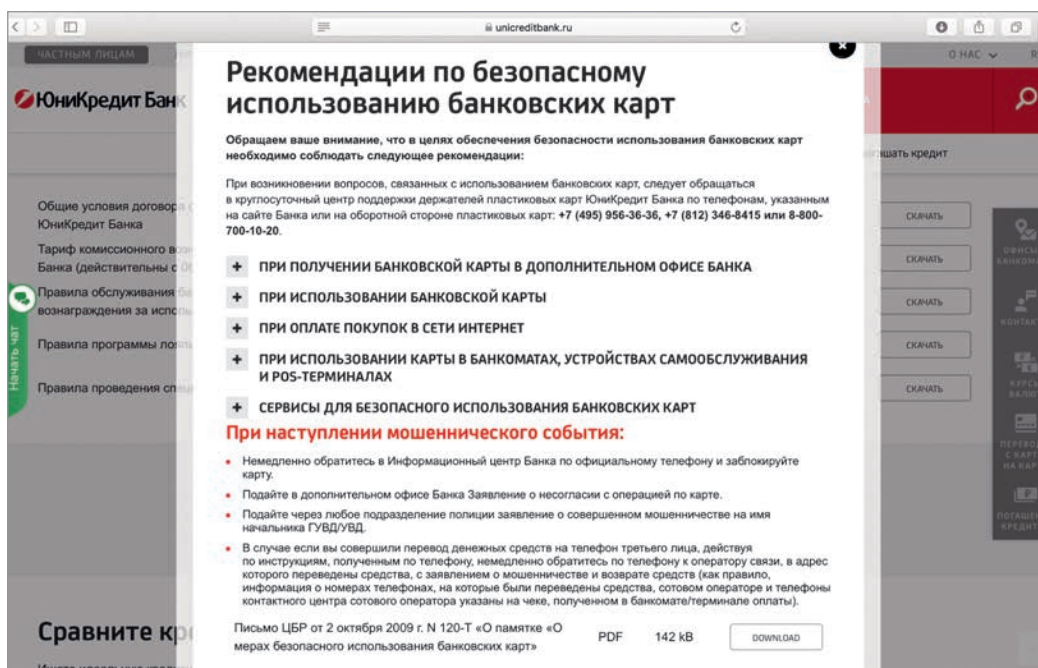 unicreditbank.ru
ЧАСТНЫМ ЛИЦАМ
О НАС
ЮниКредит Банк
Рекомендации по безопасному
использованию банковских карт
Обращаем ваше внимание, что в целях обеспечения безопасности использования банковских карт
необходимо соблюдать следующее рекомендации:
При возникновении вопросов, связанных с использованием банковских карт, следует обращаться
в круглосуточный центр поддержки держателей пластиковых карт ЮниКредит Банка по телефонам, указанным
на сайте Банка или на оборотной стороне пластиковых карт: +7 (495) 956-36-36, +7 (812) 346-8415 или 8-800-
700-10-20.
+ ПРИ ПОЛУЧЕНИИ БАНКОВСКОЙ КАРТЫ В ДОПОЛНИТЕЛЬНОМ ОФИСЕ БАНКА
+ ПРИ ИСПОЛЬЗОВАНИИ БАНКОВСКОЙ КАРТЫ
+ ПРИ ОПЛАТЕ ПОКУПОК В СЕТИ ИНТЕРНЕТ
+ ПРИ ИСПОЛЬЗОВАНИИ КАРТЫ В БАНКОМАТАХ, УСТРОЙСТВАХ САМООБСЛУЖИВАНИЯ
И POS-ТЕРМИНАЛАХ
+ СЕРВИСЫ ДЛЯ БЕЗОПАСНОГО ИСПОЛЬЗОВАНИЯ БАНКОВСКИХ КАРТ
При наступлении мошеннического события:
• Немедленно обратитесь в Информационный центр Банка по официальному телефону и заблокируйте
карту.
• Подайте в дополнительном офисе Банка Заявление о несогласии с операцией по карте.
• Подайте через любое подразделение полиции заявление о совершенном мошенничестве на имя
начальника ГУВД/УВД.
• В случае если вы совершили перевод денежных средств на телефон третьего лица, действуя
по инструкциям, полученным по телефону, немедленно обратитесь по телефону к оператору связи, в адрес
которого переведены средства, с заявлением о мошенничестве и возврате средств (как правило,
информация о номерах телефонах, на которые были переведены средства, сотовом операторе и телефоны
контактного центра сотового оператора указаны на чеке, полученном в банкомате/терминале оплаты).
Письмо ЦБР от 2 октября 2009 г. N 120-Т «О памятке «О
мерах безопасного использования банковских карт»
PDF 142 kB DOWNLOAD
Общие условия договора
ЮниКредит Банка
Тариф комиссионного
Банка (действительны с
Правила обслуживания
вознаграждения за
Правила программы
Правила проведения
Начать чат
кредит
СКАЧАТЬ
СКАЧАТЬ
СКАЧАТЬ
СКАЧАТЬ
СКАЧАТЬ
ОФИСЫ
КУРСЫ
С КАРТ
Сравните